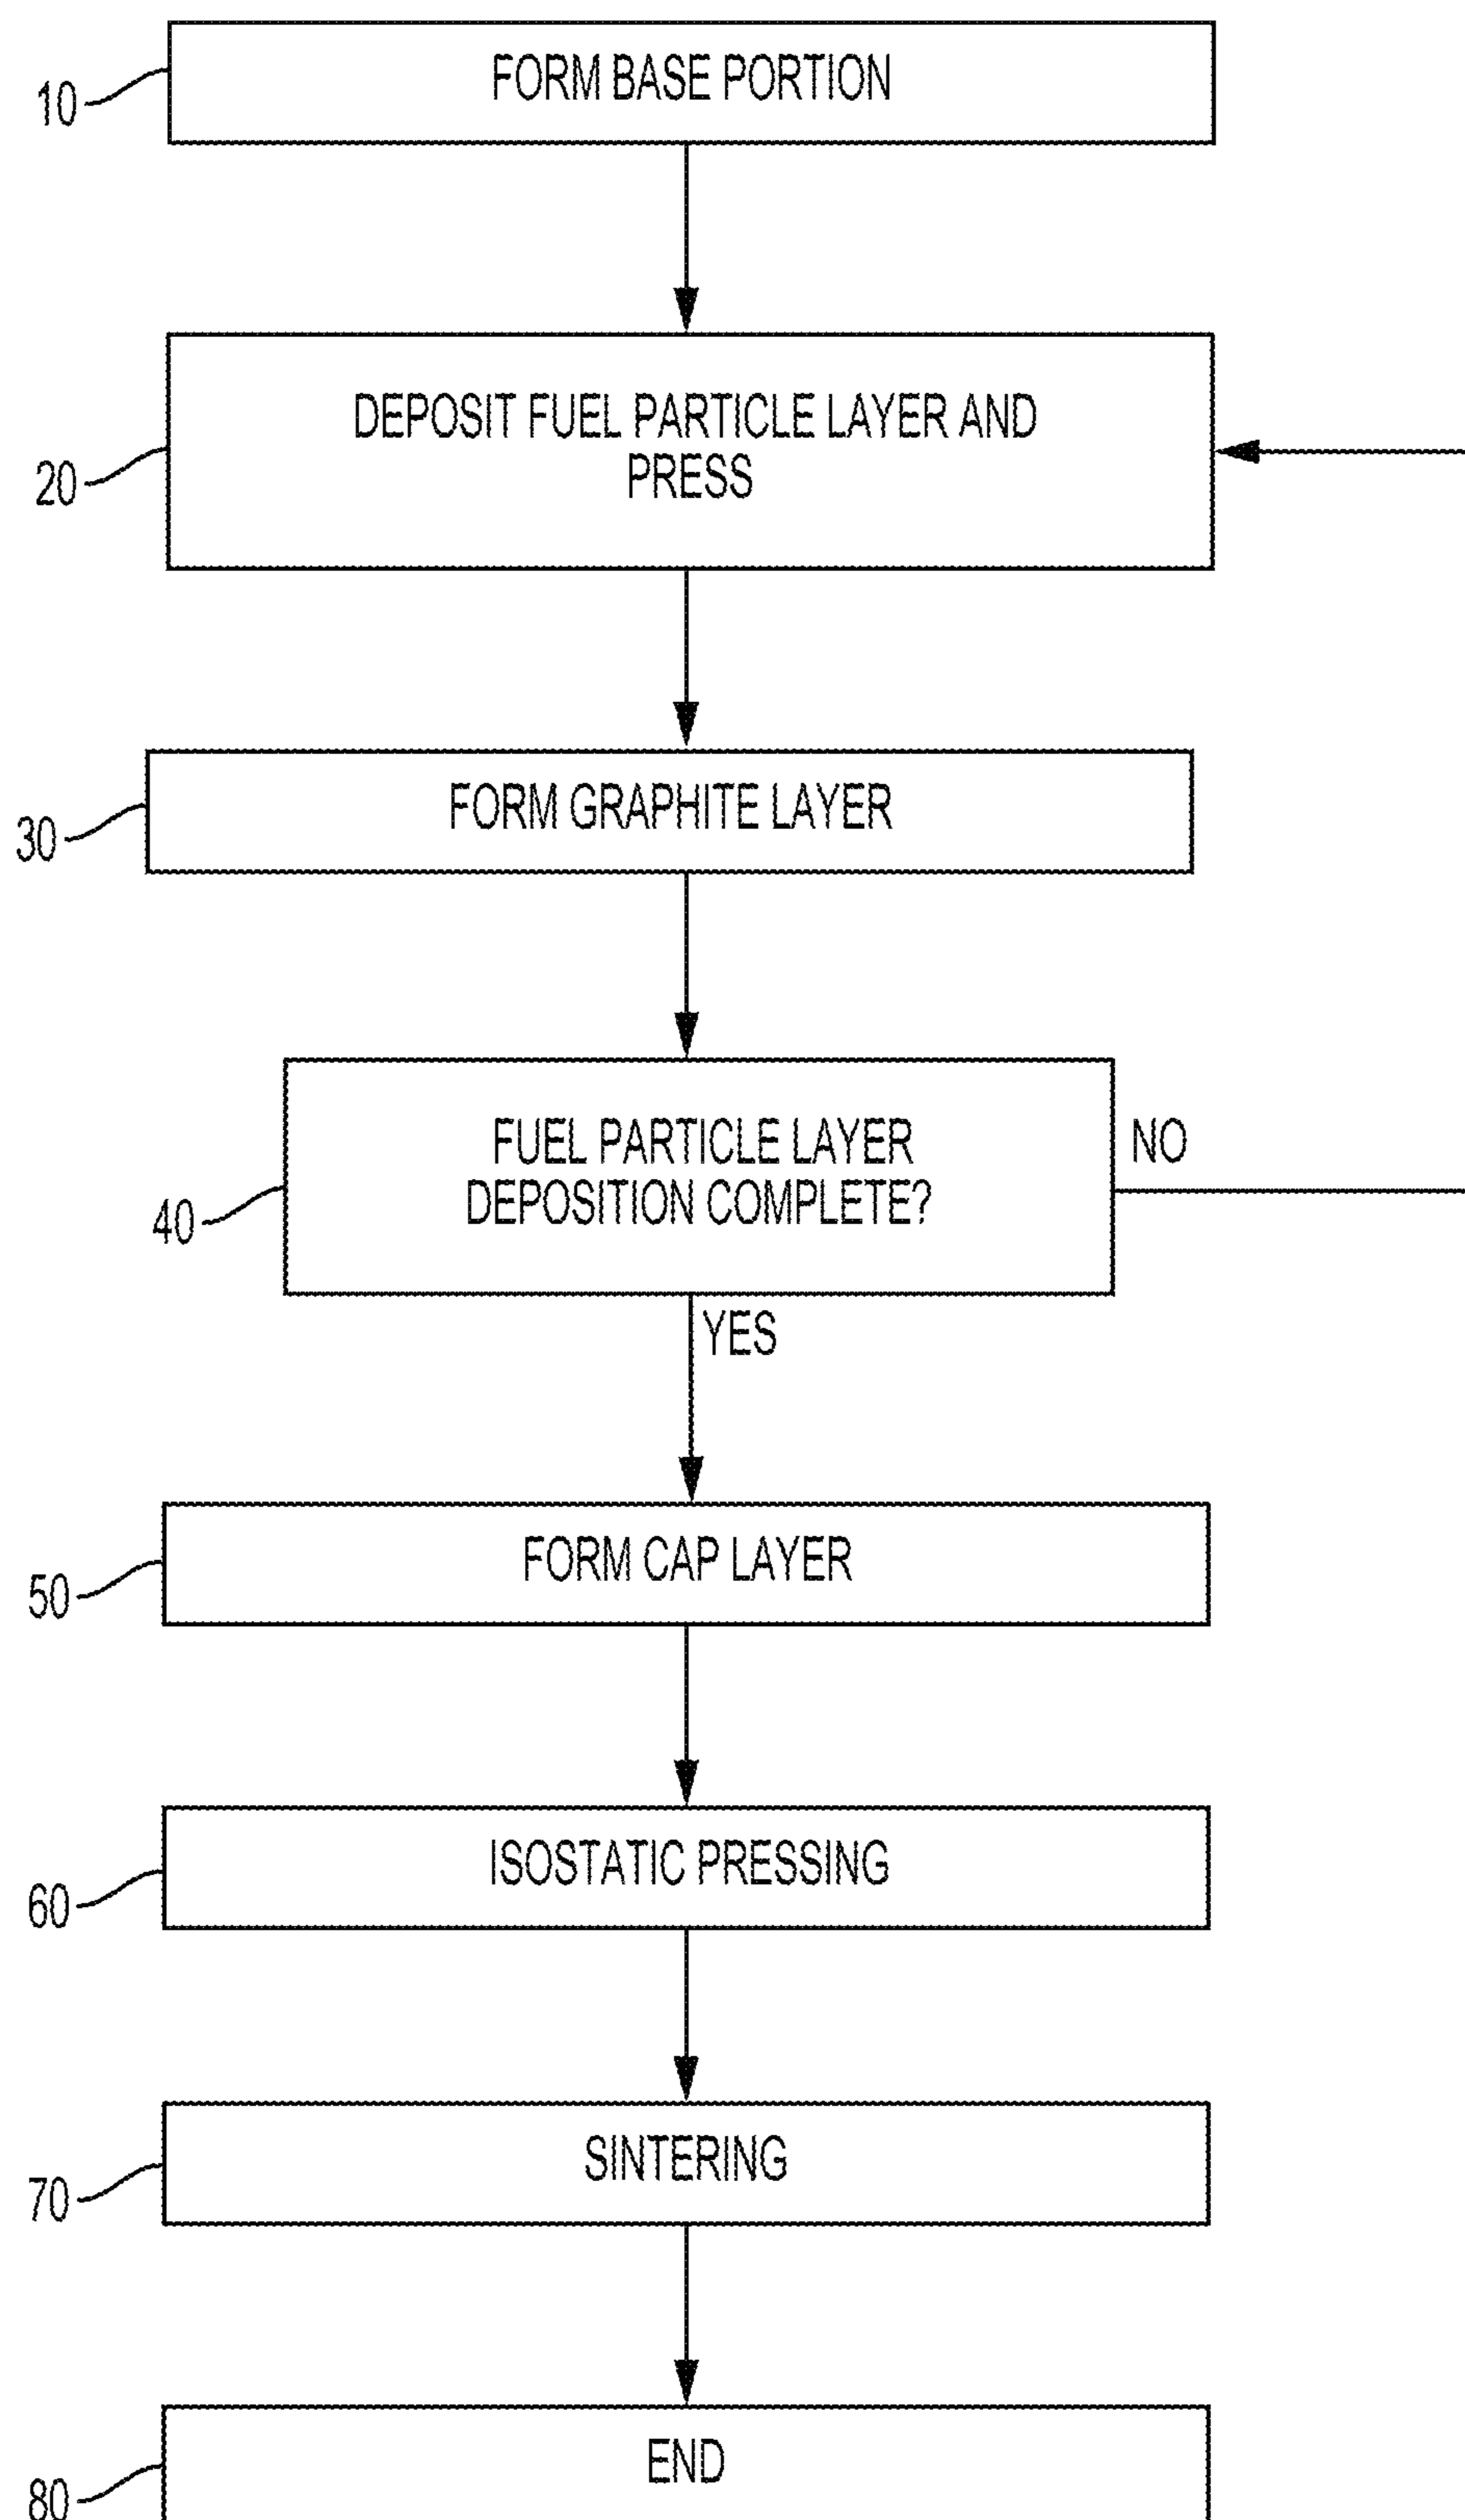 FORM BASE PORTION
10
DEPOSIT FUEL PARTICLE LAYER AND
PRESS
20
FORM GRAPHITE LAYER
30
FUEL PARTICLE LAYER
DEPOSITION COMPLETE?
NO
40
YES
FORM CAP LAYER
50
ISOSTATIC PRESSING
60
SINTERING
70
END
80